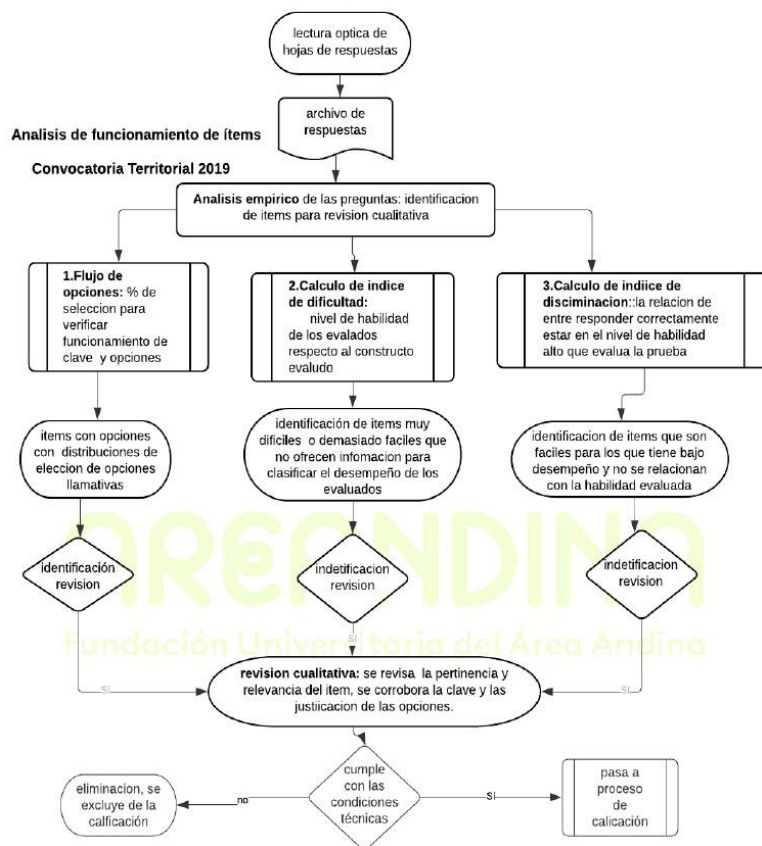 lectura optica de
hojas de respuestas
archivo de
respuestas
Analisis de funcionamiento de ítems
Convocatoria Territorial 2019
Analisis empirico de las preguntas: identificacion
de items para revision cualitativa
1.Flujo de
opciones: % de
seleccion para
verificar
funcionamiento de
clave y opciones
2.Calculo de indice
de dificultad:
nivel de habilidad
de los evalados
respecto al constructo
evaludo
3.Calculo de indiice de
disciminacion::la relacion de
entre responder correctamente
estar en el nivel de habilidad
alto que evalua la prueba
items con opciones
con distribuciones de
eleccion de opciones
llamativas
identificación de items muy
dificiles o demasiado faciles que
no ofrecen infomacion para
clasificar el desempeño de los
evaluados
identificacion de items que son
faciles para los que tiene bajo
desempeño y no se relacionan
con la habilidad evaluada
AREANDINA
Fundación Universitaria del Área Andina
identificación
revision
indetificacion
revision
indetificacion
revision
Sí
sí
sí
revision cualitativa: se revisa la pertinencia y
relevancia del item, se corrobora la clave y las
justiicacion de las opciones.
eliminacion, se
excluye de la
calficación
no
cumple
con las
condiciones
técnicas
Sí
pasa a
proceso
de
calicación